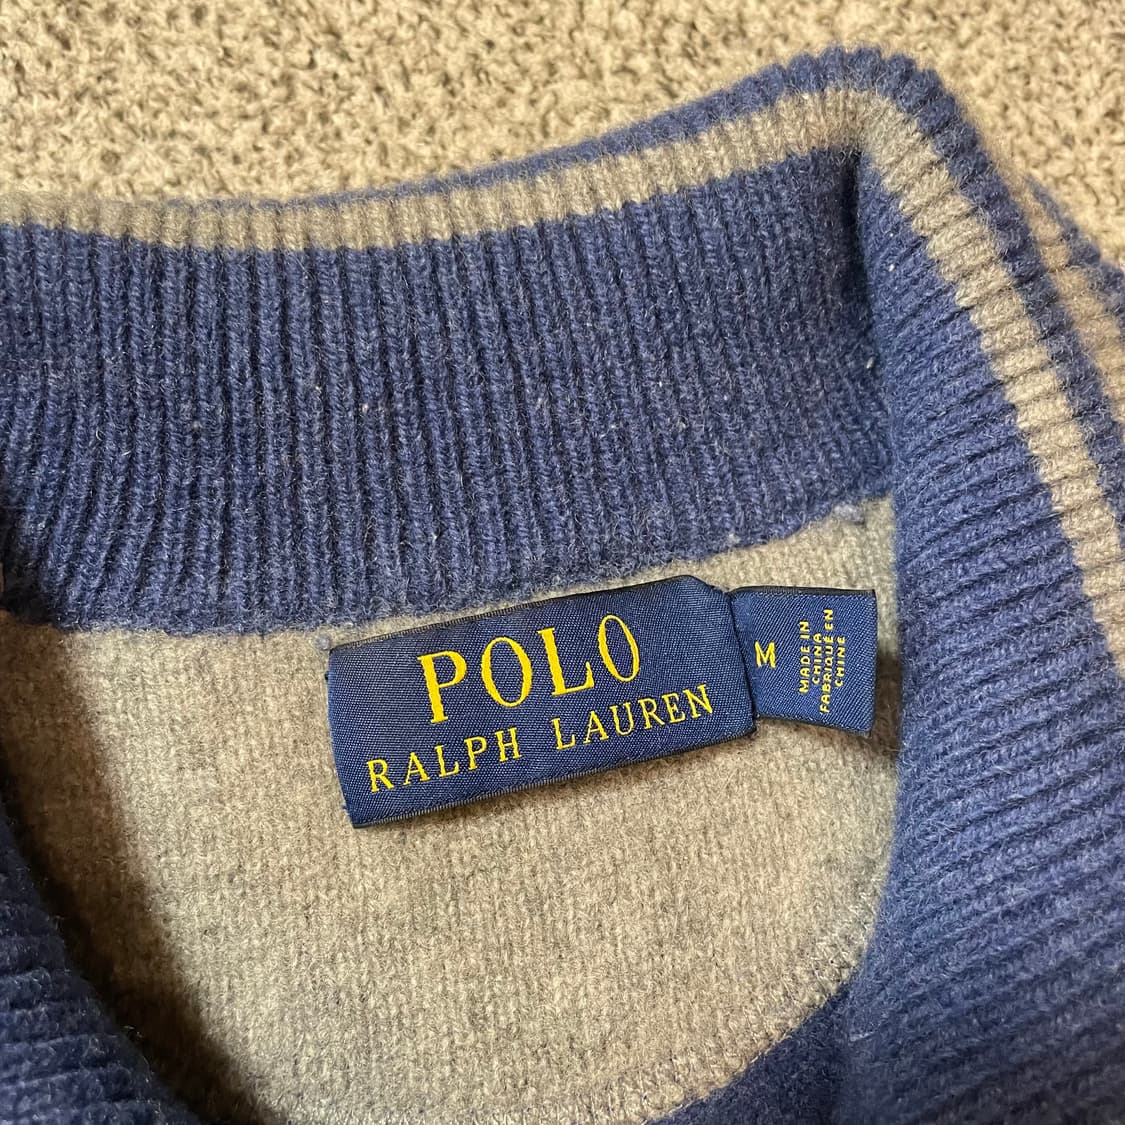 POLO
RALPH LAUREN
M
MADE IN
CHINA
FABRIQUÉ EN
CHINE